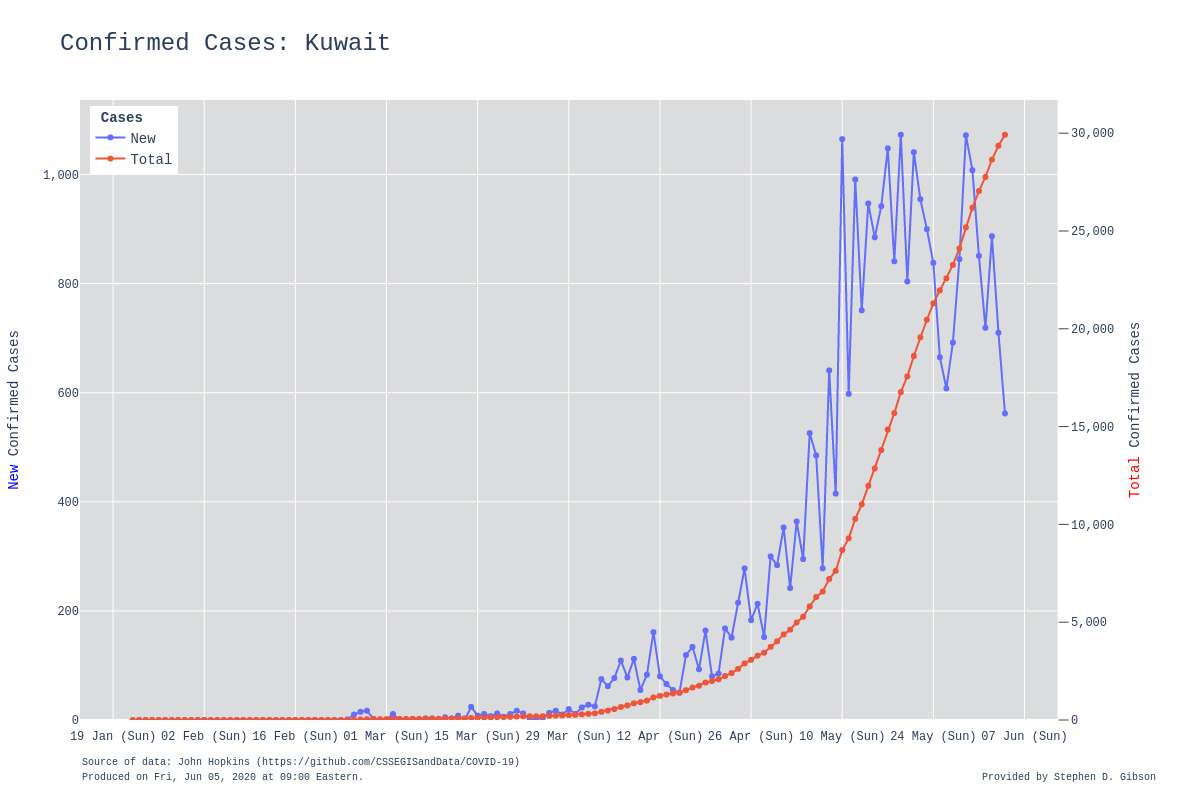 Confirmed Cases: Kuwait
Cases
New
Total
1,000
800
600
400
200
0
30,000
25,000
20,000
15,000
10,000
5,000
0
New Confirmed Cases
Total Confirmed Cases
19 Jan (Sun) 02 Feb (Sun) 16 Feb (Sun) 01 Mar (Sun) 15 Mar (Sun) 29 Mar (Sun) 12 Apr (Sun) 26 Apr (Sun) 10 May (Sun) 24 May (Sun) 07 Jun (Sun)
Source of data: John Hopkins (https://github.com/CSSEGISandData/COVID-19)
Produced on Fri, Jun 05, 2020 at 09:00 Eastern.
Provided by Stephen D. Gibson